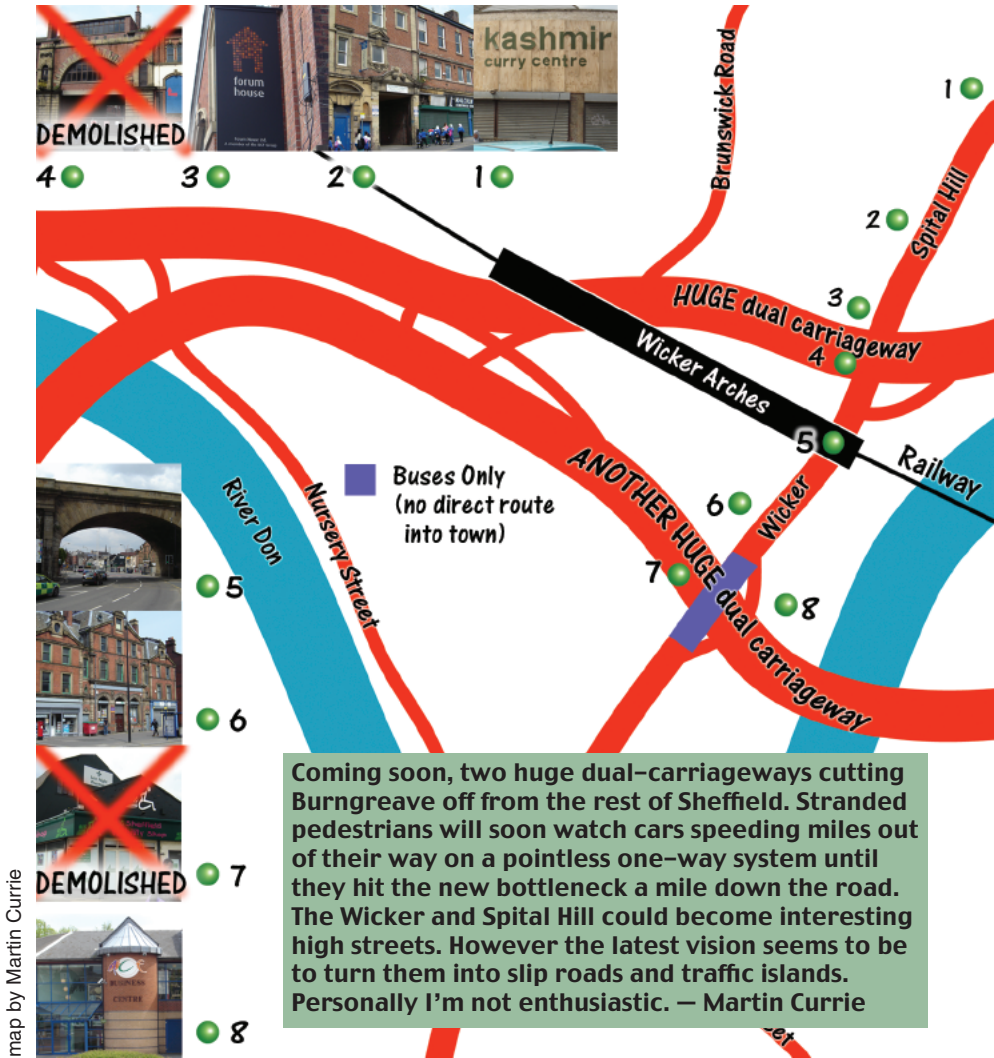 DEMOLISHED
forum
house
kashmir
curry centre
4
3
2
1
Brunswick Road
1
2
Spital Hill
3
HUGE dual carriageway
4
Wicker Arches
5
Railway
Buses Only
(no direct route
into town)
River Don
Nursery Street
ANOTHER HUGE dual carriageway
6
Wicker
7
8
5
6
DEMOLISHED
7
BUSINESS
CENTRE
8
Coming soon, two huge dual-carriageways cutting
Burngreave off from the rest of Sheffield. Stranded
pedestrians will soon watch cars speeding miles out
of their way on a pointless one-way system until
they hit the new bottleneck a mile down the road.
The Wicker and Spital Hill could become interesting
high streets. However the latest vision seems to be
to turn them into slip roads and traffic islands.
Personally I'm not enthusiastic. — Martin Currie
map by Martin Currie